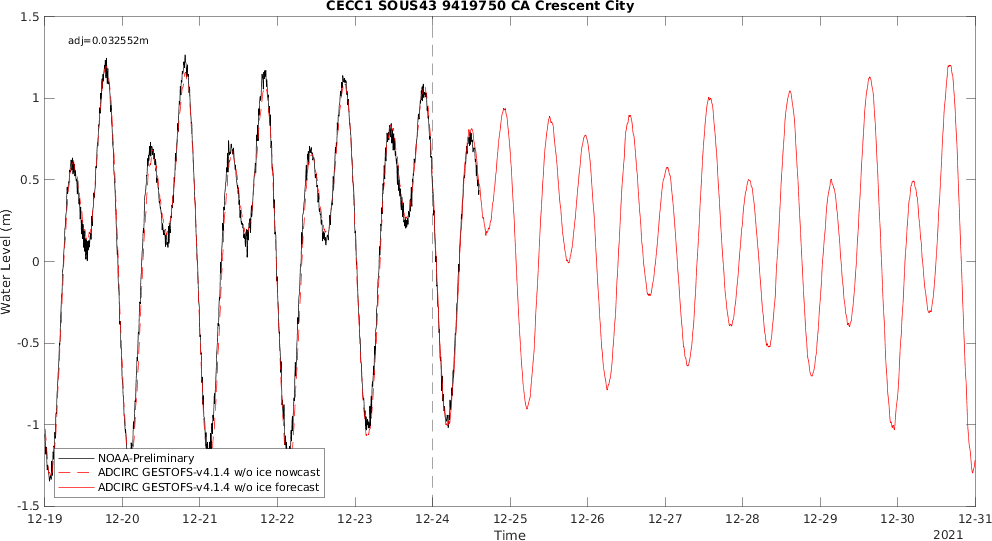 CECC1 SOUS43 9419750 CA Crescent City
adj=0.032552m
1.5
1
0.5
0
-0.5
-1
-1.5
Water Level (m)
NOAA-Preliminary
ADCIRC GESTOFS-v4.1.4 w/o ice nowcast
ADCIRC GESTOFS-v4.1.4 w/o ice forecast
12-19 12-20 12-21 12-22 12-23 12-24 12-25 12-26 12-27 12-28 12-29 12-30 12-31
Time
2021